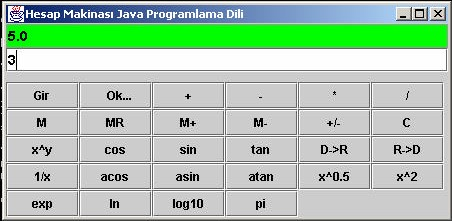 Hesap Makinası Java Programlama Dili
5.0
3
Gir Ok... + - * /
M MR M+ M- +/- C
x^y cos sin tan D->R R->D
1/x acos asin atan x^0.5 x^2
exp ln log10 pi